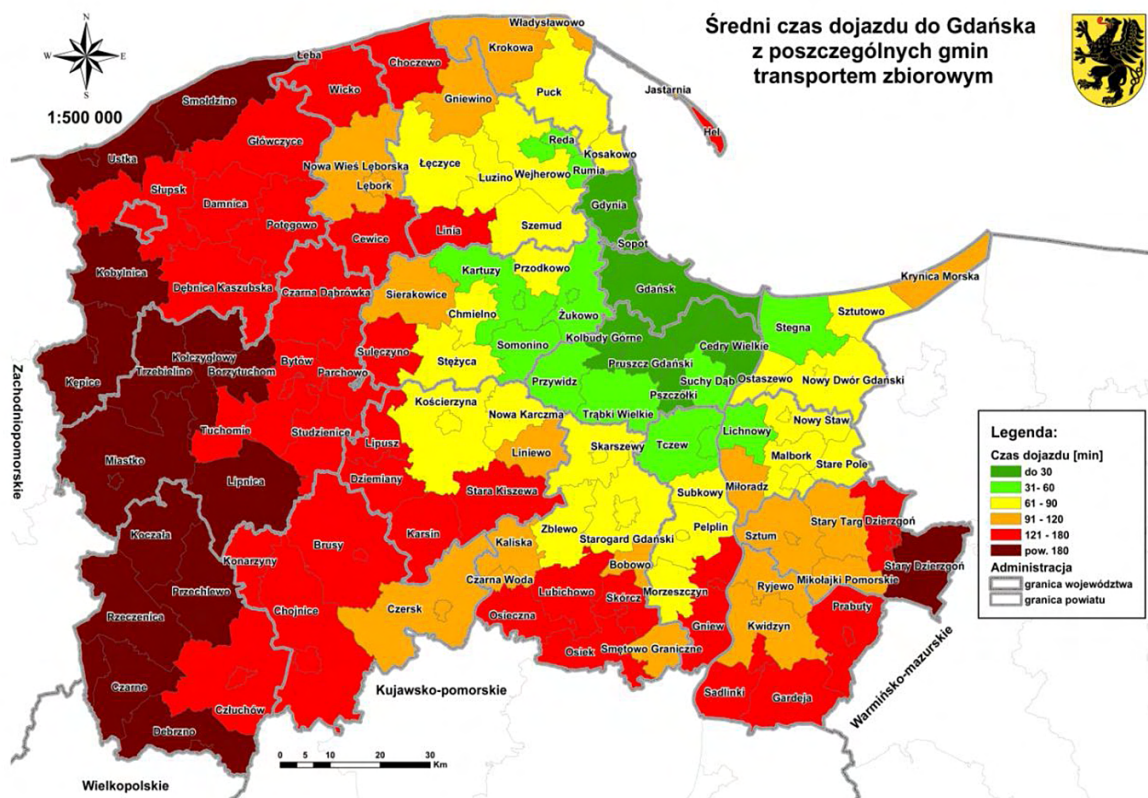 Średni czas dojazdu do Gdańska
z poszczególnych gmin
transportem zbiorowym
N
W
E
S
1:500 000
Władysławowo
Łeba
Choczewo
Krokowa
Wicko
Jastarnia
Smołdzino
Gniewino
Puck
Hel
Główczyce
Reda
Kosakowo
Ustka
Nowa Wieś Lęborska
Łęczyce
Rumia
Luzino
Wejherowo
Słupsk
Lębork
Damnica
Gdynia
Potęgowo
Szemud
Linia
Cewice
Sopot
Kobylnica
Kartuzy
Przodkowo
Krynica Morska
Dębnica Kaszubska
Czarna Dąbrówka
Sierakowice
Gdańsk
Chmielno
Żukowo
Sztutowo
Stegna
Kolbudy Górne
Somonino
Cedry Wielkie
Sulęczyno
Kołczygłowy
Bytów
Stężyca
Pruszcz Gdański
Trzebielino
Borzytuchom
Parchowo
Kępice
Przywidz
Suchy Dąb
Ostaszewo
Nowy Dwór Gdański
Pszczółki
Kościerzyna
Nowa Karczma
Trąbki Wielkie
Nowy Staw
Tuchomie
Studzienice
Lipusz
Skarszewy
Tczew
Lichnowy
Liniewo
Malbork
Stare Pole
Miastko
Lipnica
Dziemiany
Stara Kiszewa
Subkowy
Miłoradz
Koczała
Karsin
Zblewo
Pelplin
Stary Targ
Dzierzgoń
Brusy
Kaliska
Starogard Gdański
Sztum
Konarzyny
Bobowo
Stary Dzierzgoń
Czarna Woda
Mikołajki Pomorskie
Przechlewo
Lubichowo
Morzeszczyn
Ryjewo
Rzeczenica
Chojnice
Czersk
Skórcz
Prabuty
Osieczna
Gniew
Kwidzyn
Osiek
Smętowo Graniczne
Czarne
Sadlinki
Gardeja
Człuchów
Debrzno
Zachodniopomorskie
Kujawsko-pomorskie
Wielkopolskie
Warmińsko-mazurskie
0 5 10 20 30
Km
Legenda:
Czas dojazdu [min]
do 30
31- 60
61 - 90
91 - 120
121 - 180
pow. 180
Administracja
granica województwa
granica powiatu